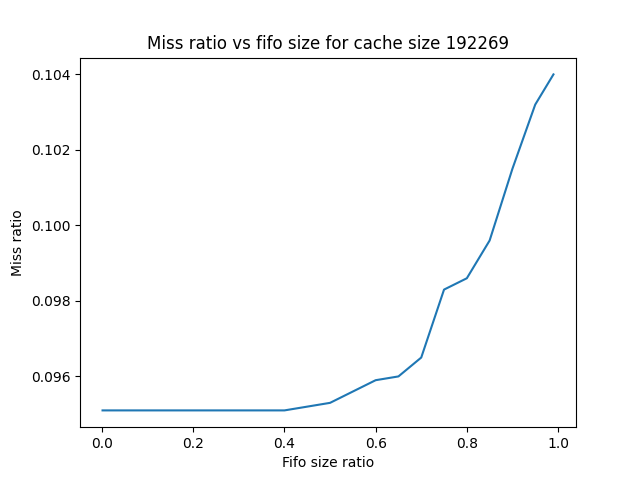 Miss ratio vs fifo size for cache size 192269
0.104
0.102
0.100
0.098
0.096
Miss ratio
0.0 0.2 0.4 0.6 0.8 1.0
Fifo size ratio